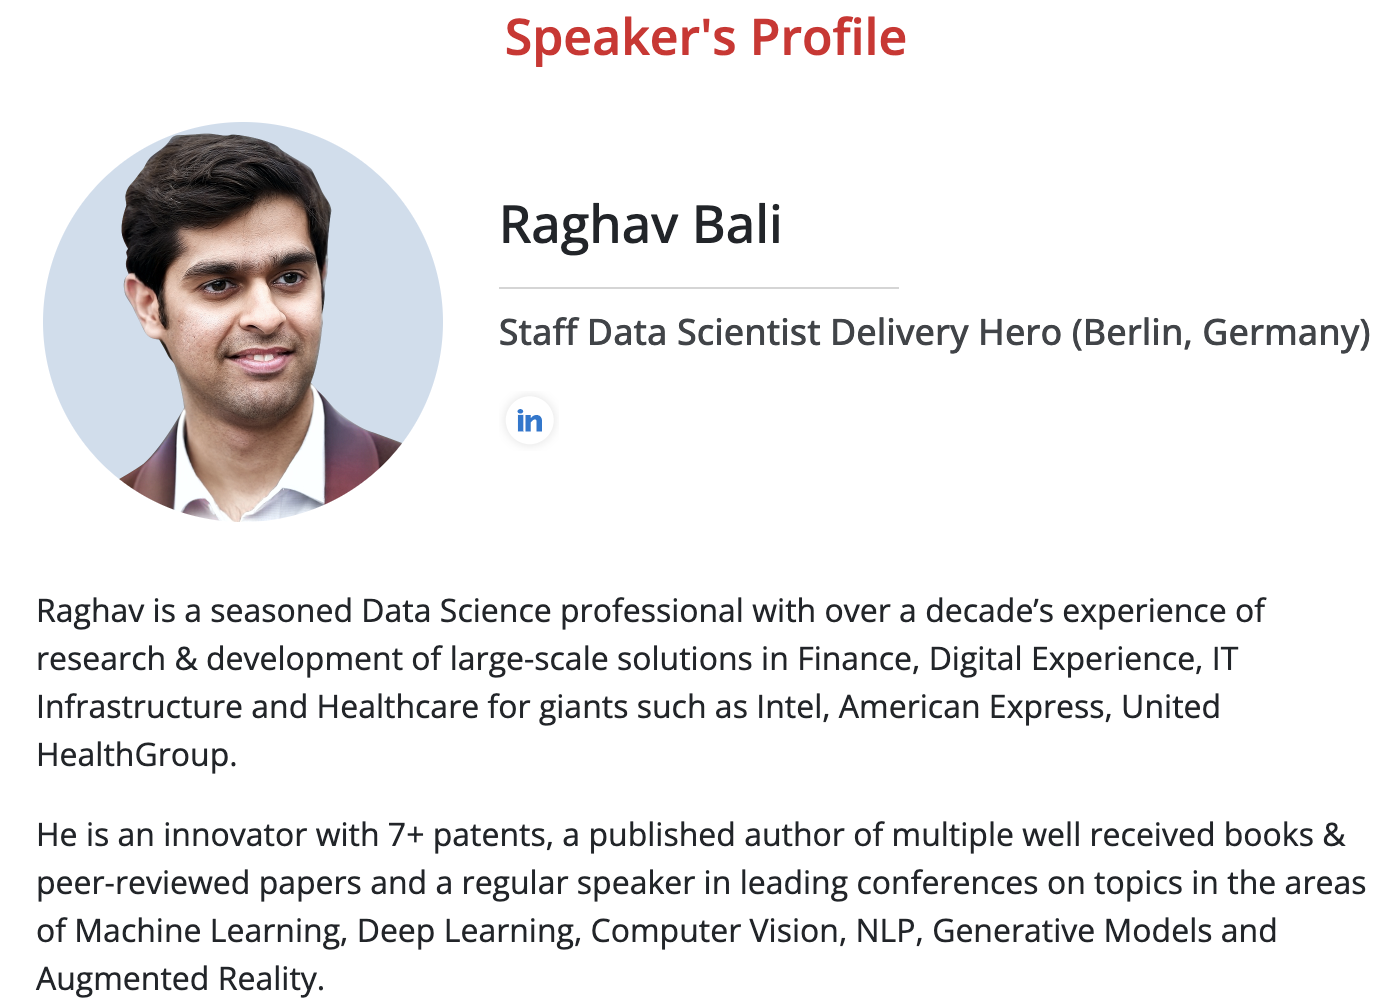 Speaker's Profile
Raghav Bali
Staff Data Scientist Delivery Hero (Berlin, Germany)
in
Raghav is a seasoned Data Science professional with over a decade’s experience of
research & development of large-scale solutions in Finance, Digital Experience, IT
Infrastructure and Healthcare for giants such as Intel, American Express, United
HealthGroup.
He is an innovator with 7+ patents, a published author of multiple well received books &
peer-reviewed papers and a regular speaker in leading conferences on topics in the areas
of Machine Learning, Deep Learning, Computer Vision, NLP, Generative Models and
Augmented Reality.